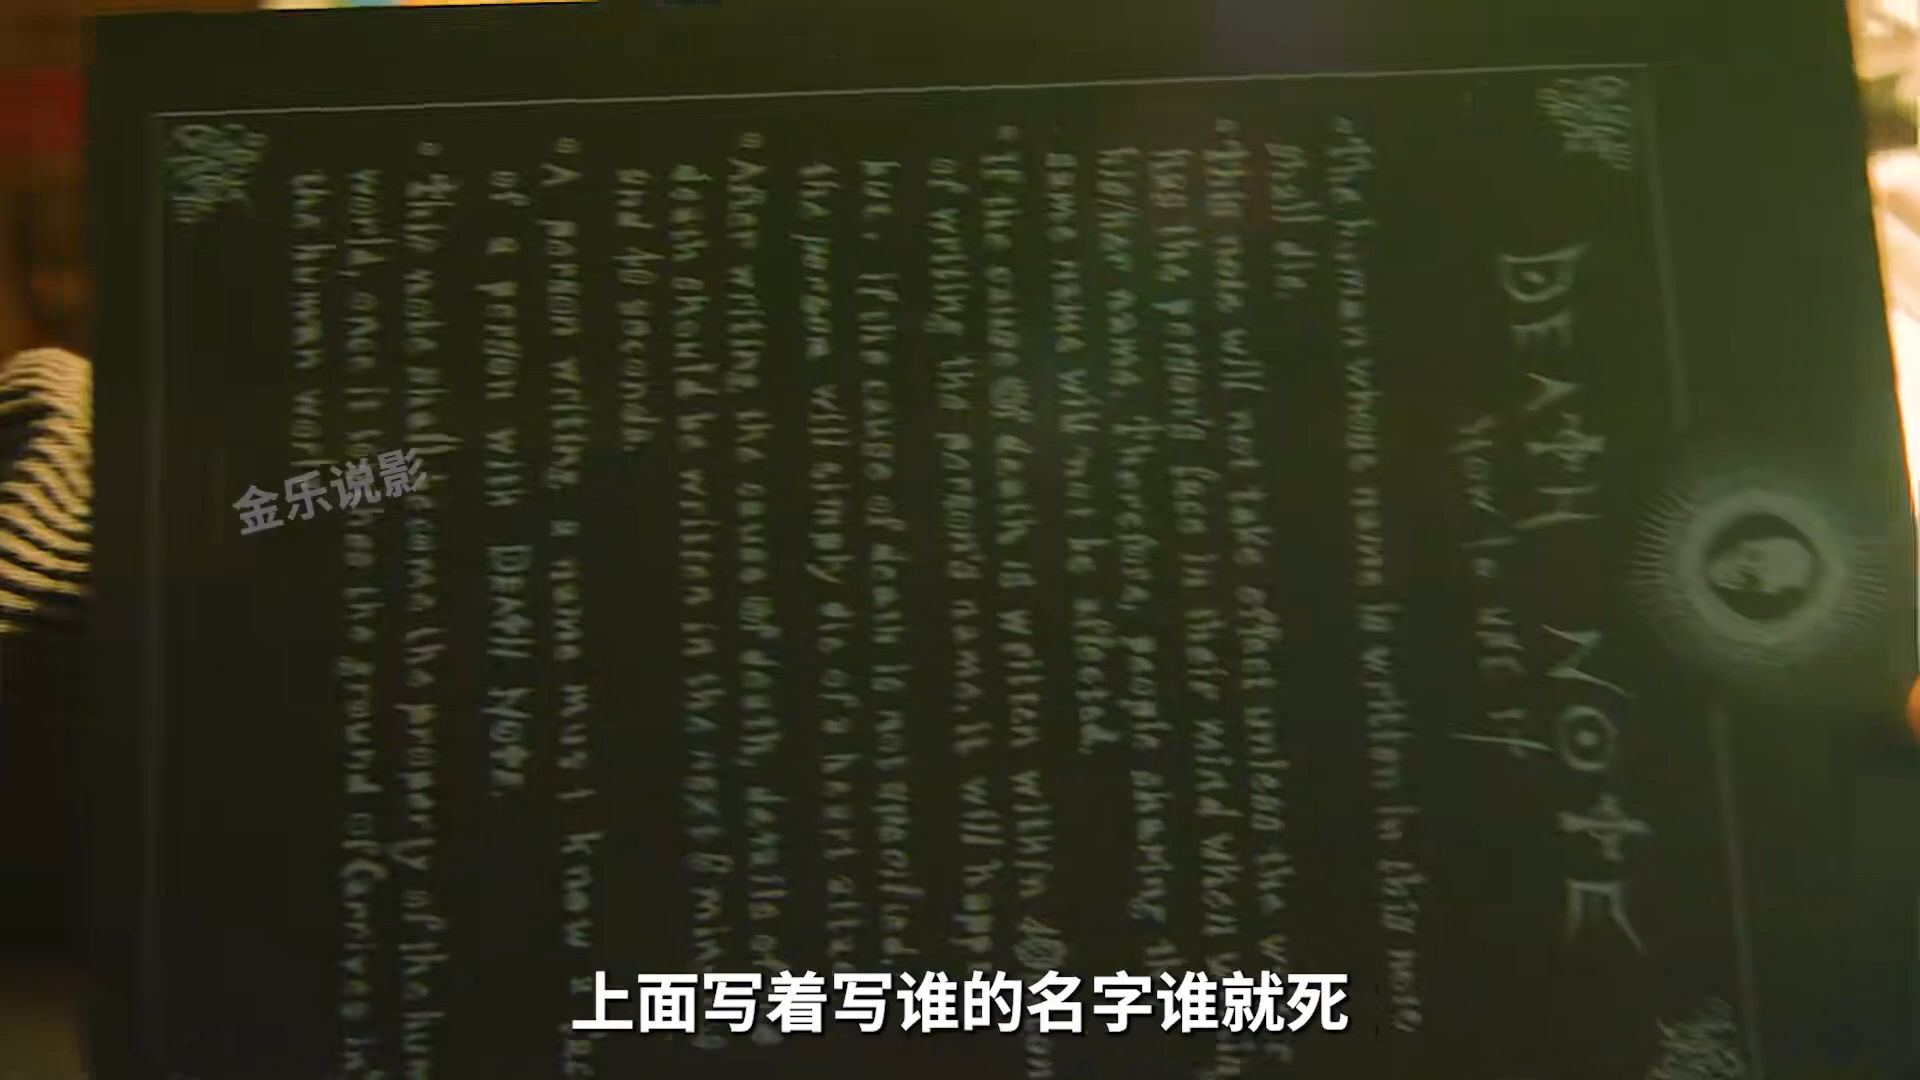 DEATH NOTE
How to use it
The human whose name is written in this note
shall die.
This note will not take effect unless the
has the person's face in their mind when
his/her name. Therefore, people sharing
same name will not be affected.
If the cause of death is written within
of writing the person's name, it will
but, if the cause of death is not specified,
the person will simply die of a heart
After writing the cause of death, details of
death should be written in the next 6 min
and 40 seconds
A person writing a name must know
of a person with DEATH NOTE.
This note shall the property of the hum
world, once it the ground of arrives in
the human
金乐说影
上面写着写谁的名字谁就死